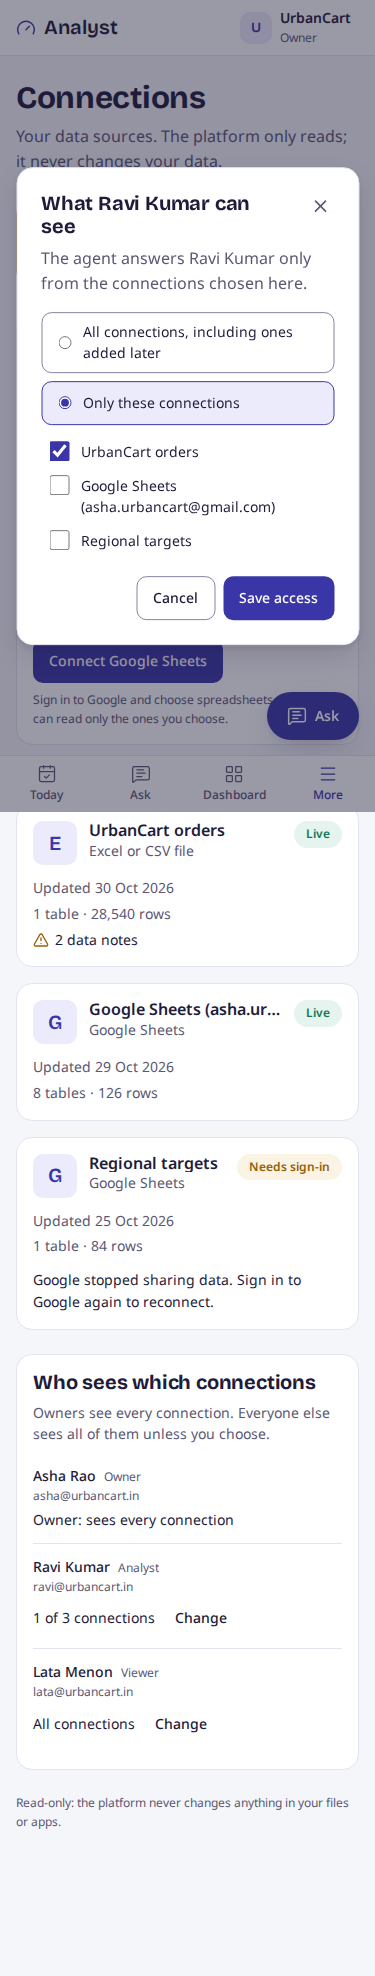 Analyst
U
UrbanCart
Owner
Connections
Your data sources. The platform only reads;
it never changes your data.
What Ravi Kumar can
see
The agent answers Ravi Kumar only
from the connections chosen here.
All connections, including ones
added later
Only these connections
UrbanCart orders
Google Sheets
(asha.urbancart@gmail.com)
Regional targets
Cancel
Save access
Connect Google Sheets
Sign in to Google and choose spreadsheets
can read only the ones you choose.
Ask
Today
Ask
Dashboard
More
E
UrbanCart orders
Live
Excel or CSV file
Updated 30 Oct 2026
1 table · 28,540 rows
2 data notes
G
Google Sheets (asha.ur...
Live
Google Sheets
Updated 29 Oct 2026
8 tables · 126 rows
G
Regional targets
Needs sign-in
Google Sheets
Updated 25 Oct 2026
1 table · 84 rows
Google stopped sharing data. Sign in to
Google again to reconnect.
Who sees which connections
Owners see every connection. Everyone else
sees all of them unless you choose.
Asha Rao Owner
asha@urbancart.in
Owner: sees every connection
Ravi Kumar Analyst
ravi@urbancart.in
1 of 3 connections Change
Lata Menon Viewer
lata@urbancart.in
All connections Change
Read-only: the platform never changes anything in your files
or apps.